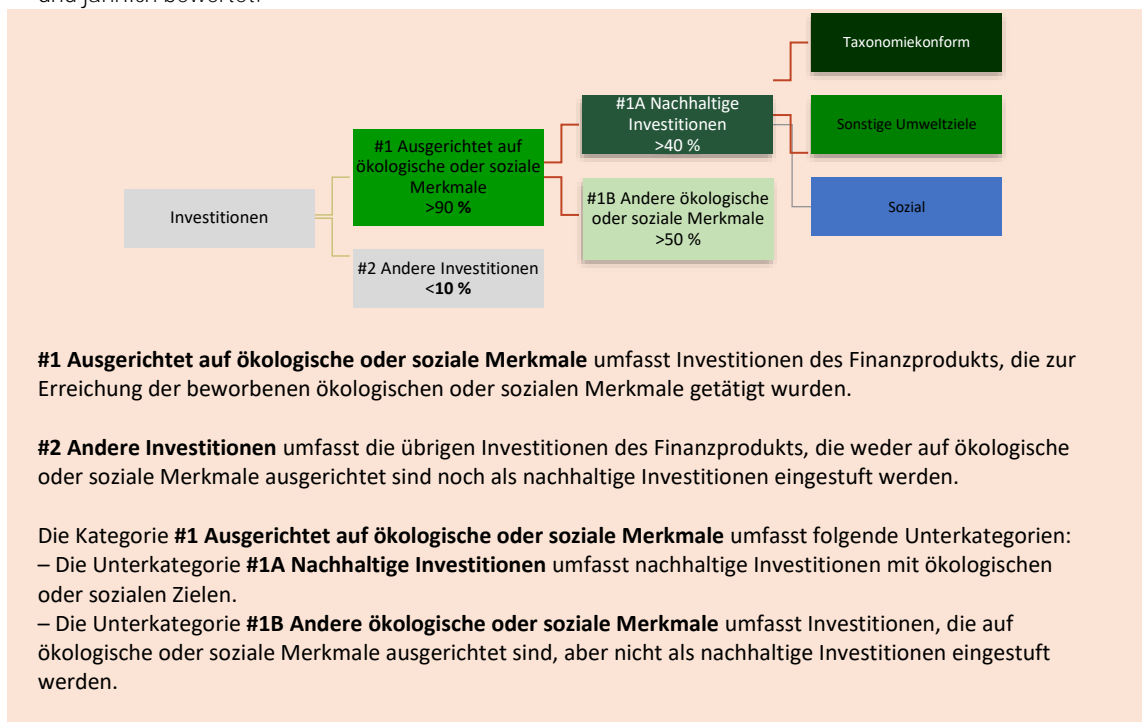 und jährlich bewertet.
Taxonomiekonform
#1A Nachhaltige
Investitionen
>40 %
Sonstige Umweltziele
#1 Ausgerichtet auf
ökologische oder soziale
Merkmale
>90 %
Investitionen
#1B Andere ökologische
oder soziale Merkmale
>50 %
Sozial
#2 Andere Investitionen
<10 %
#1 Ausgerichtet auf ökologische oder soziale Merkmale umfasst Investitionen des Finanzprodukts, die zur
Erreichung der beworbenen ökologischen oder sozialen Merkmale getätigt wurden.
#2 Andere Investitionen umfasst die übrigen Investitionen des Finanzprodukts, die weder auf ökologische
oder soziale Merkmale ausgerichtet sind noch als nachhaltige Investitionen eingestuft werden.
Die Kategorie #1 Ausgerichtet auf ökologische oder soziale Merkmale umfasst folgende Unterkategorien:
– Die Unterkategorie #1A Nachhaltige Investitionen umfasst nachhaltige Investitionen mit ökologischen
oder sozialen Zielen.
– Die Unterkategorie #1B Andere ökologische oder soziale Merkmale umfasst Investitionen, die auf
ökologische oder soziale Merkmale ausgerichtet sind, aber nicht als nachhaltige Investitionen eingestuft
werden.